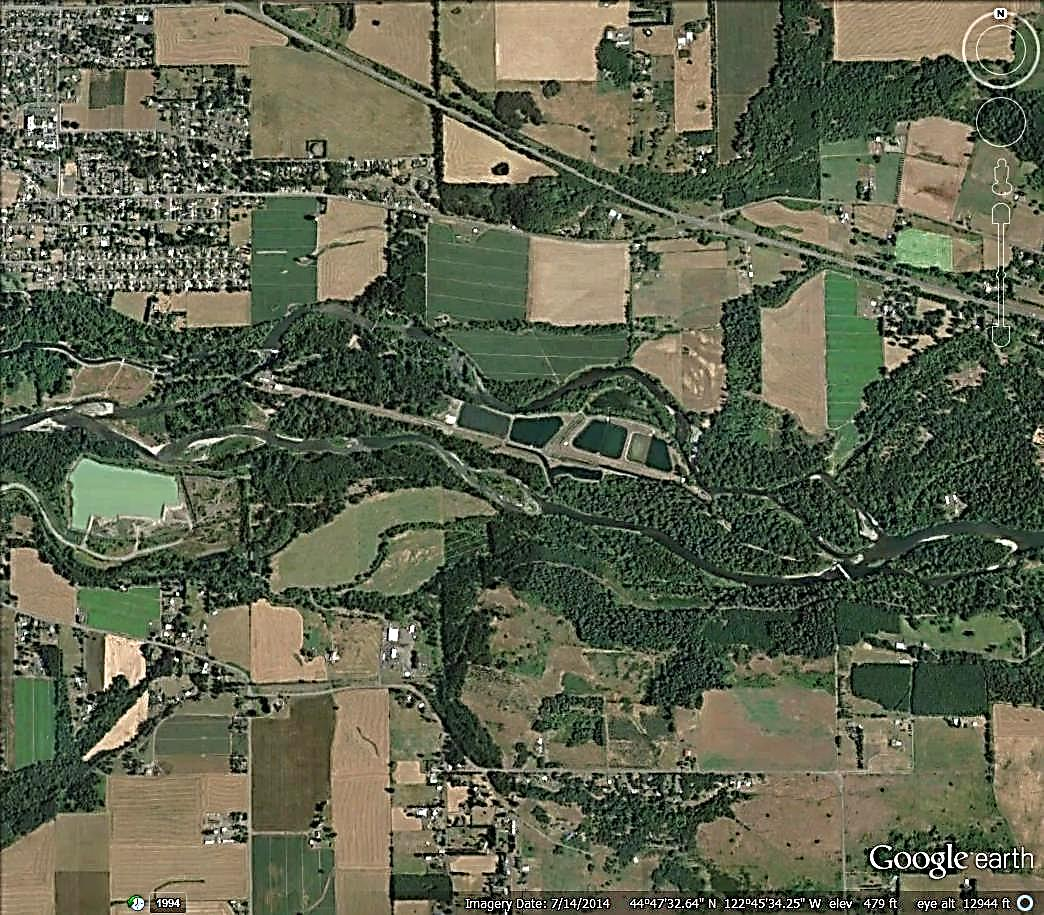 N
Google earth
1994
Imagery Date: 7/14/2014 44°47'32.64" N 122°45'34.25" W elev 479 ft eye alt 12944 ft